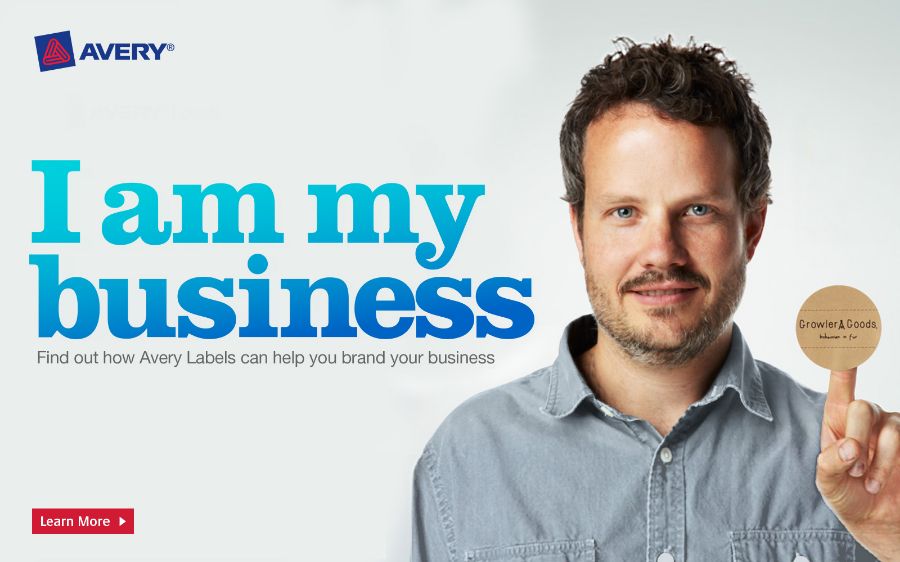 AVERY®
I am my
business
Find out how Avery Labels can help you brand your business
Learn More
Growler & Goods.